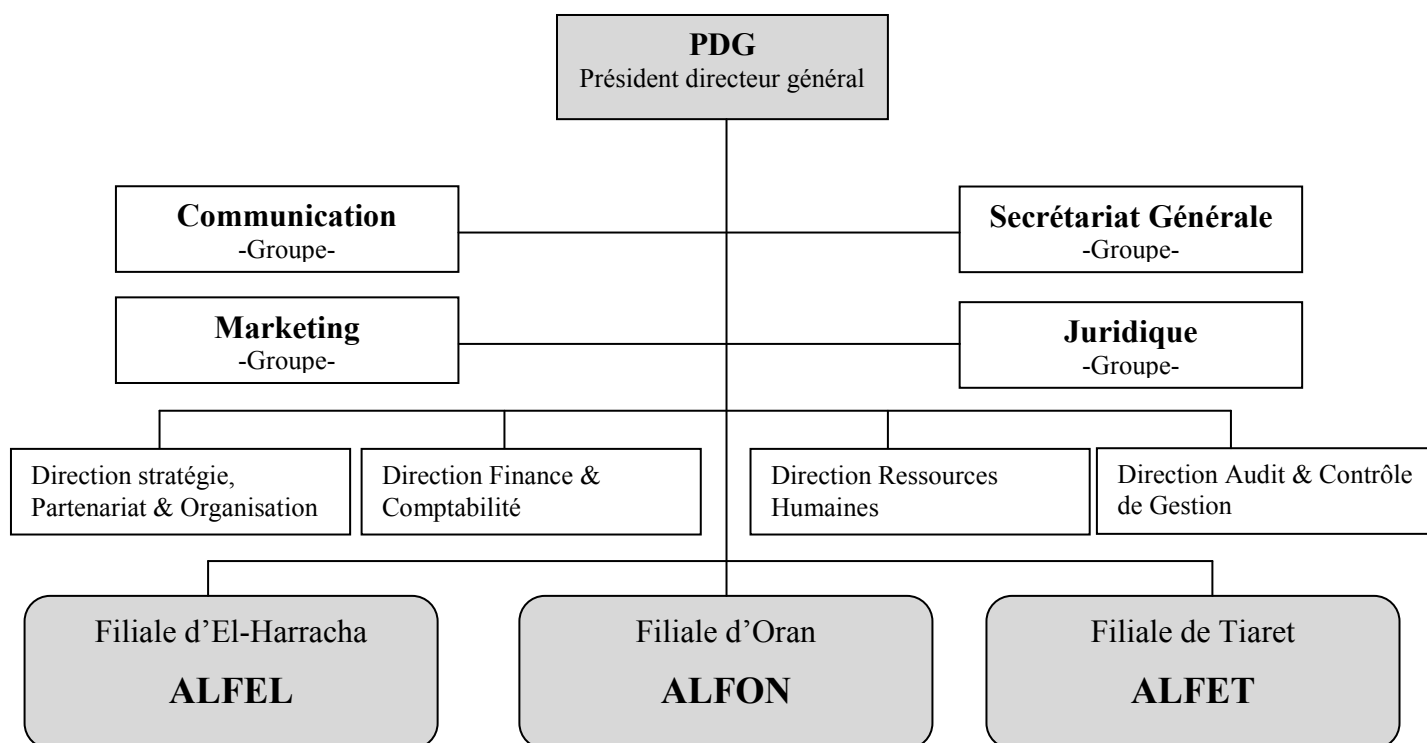 PDG
Président directeur général
Communication
-Groupe-
Secrétariat Générale
-Groupe-
Marketing
-Groupe-
Juridique
-Groupe-
Direction stratégie,
Partenariat & Organisation
Direction Finance &
Comptabilité
Direction Ressources
Humaines
Direction Audit & Contrôle
de Gestion
Filiale d’El-Harracha
ALFEL
Filiale d’Oran
ALFON
Filiale de Tiaret
ALFET